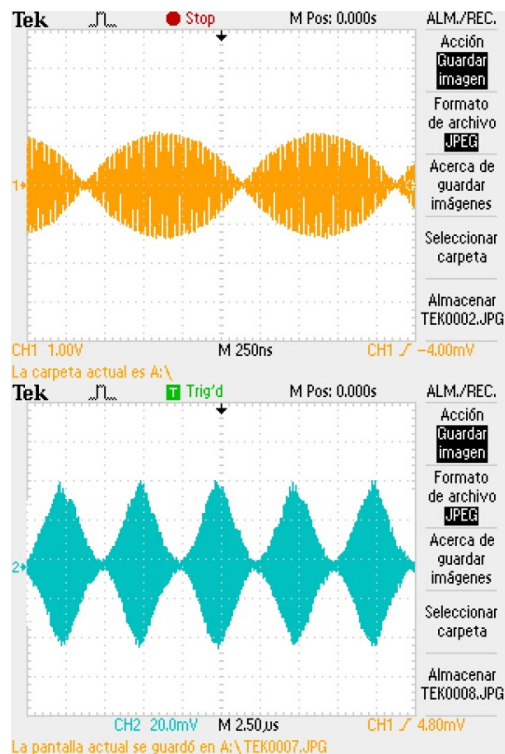 Tek Stop M Pos: 0.000s ALM./REC.
Acción
Guardar
imagen
Formato
de archivo
JPEG
1
Acerca de
guardar
imágenes
Seleccionar
carpeta
Almacenar
TEK0002.JPG
CH1 1.00V M 250ns CH1 -4.00mV
La carpeta actual es A:\
Tek T Trig'd M Pos: 0.000s ALM./REC.
Acción
Guardar
imagen
Formato
de archivo
JPEG
2
Acerca de
guardar
imágenes
Seleccionar
carpeta
Almacenar
TEK0008.JPG
CH2 20.0mV M 2.50µs CH1 4.80mV
La pantalla actual se guardó en A:\TEK0007.JPG